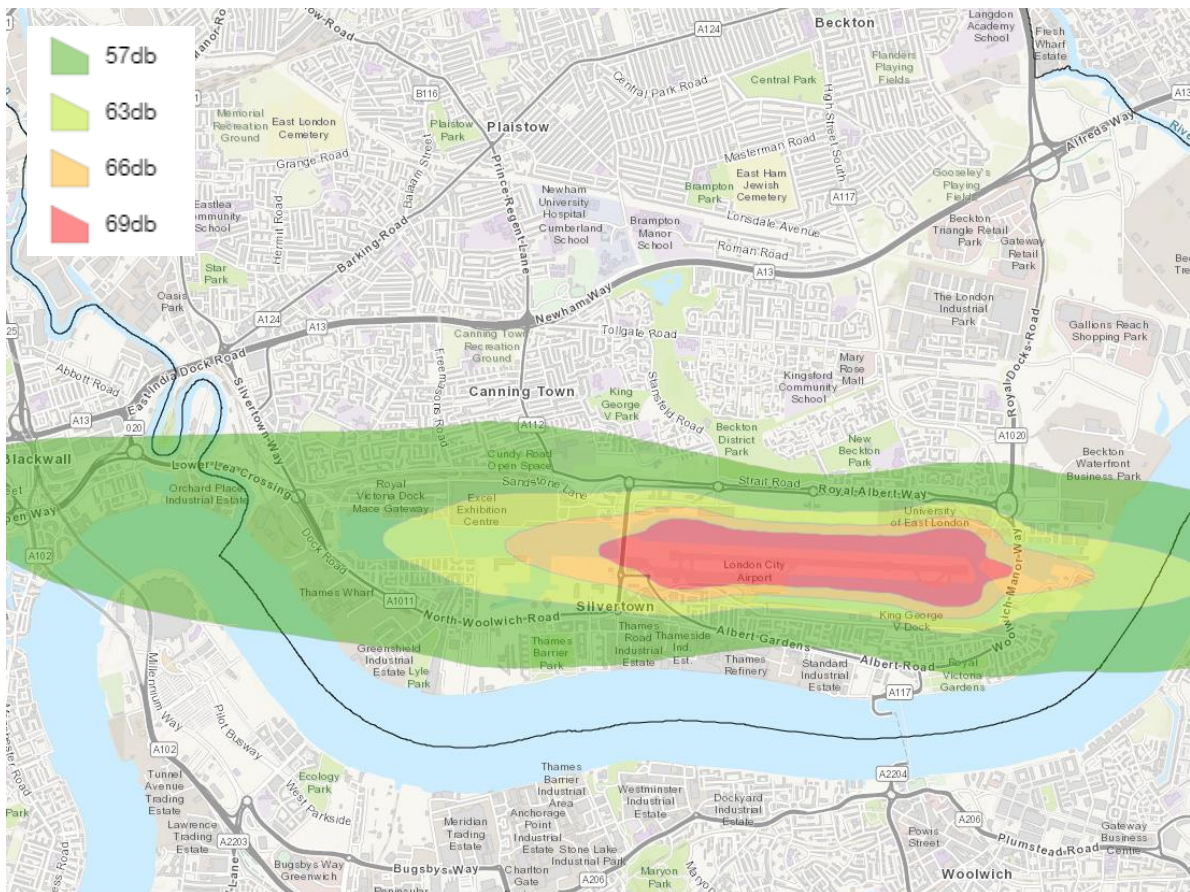 57db
63db
66db
69db
A124
Beckton
Langdon
Academy
School
Fresh
Wharf
Estate
Flanders
Playing
Fields
Central Park
Central Park Road
High Street South
A13
Alfreds Way
B116
Memorial
Recreation
Ground
East London
Cemetery
Plaistow
Park
Plaistow
Grange Road
Balaam Street
Prince Regent Lane
Masterman Road
East Ham
Jewish
Cemetery
Brampton
Park
A117
Gooseley's
Playing
Fields
Newham
University
Hospital
Cumberland
School
Brampton
Manor
School
Lonsdale Avenue
Roman Road
Beckton
Triangle Retail
Park
Gateway
Retail
Park
Eastlea
Community
School
Hermit Road
Barking Road
Star
Park
A13
Oasis
Park
A124
A13
Newham Way
Tollgale Road
The London
Industrial
Park
Gallions Reach
Shopping Park
Royal Docks Road
Canning Town
Recreation
Ground
Freemasons Road
Abbott Road
East India Dock Road
Silvertown Way
Canning Town
Stansfeld Road
Mary
Rose
Mall
Kingsford
Community
School
King
George
V Park
A13
020
A112
Beckton
District
Park
New
Beckton
Park
A1020
Beckton
Waterfront
Business Park
Blackwall
Lower Lea Crossing
Orchard Place
Industrial Estate
Cundy Road
Open Space
Sandstone Lane
Strait Road
Royal Albert Way
Royal
Victoria Dock
Mace Gateway
Excel
Exhibition
Centre
University
of East London
A102
Dock Road
London City
Airport
Woolwich Manor Way
Thames Wharf
A1011
North Woolwich Road
Silvertown
King George
V Dock
Albert Gardens
Albert Road
Greenshield
Industrial
Estate
Lyle
Park
Thames
Barrier
Park
Thames
Road
Industrial
Estate
Thameside
Ind.
Est.
Thames
Refinery
Standard
Industrial
Estate
Royal
Victoria
Gardens
A117
Millennium Way
Pilot Busway
A102
Tunnel
Avenue
Trading
Estate
Ecology
Park
West Parkside
Thames
Barrier
Industrial
Area
Westminster
Industrial
Estate
Dockyard
Industrial
Estate
A2204
A206
Park
Lawrence
Trading
Estate
A2203
Meridian
Trading
Estate
Anchorage
Point
Industrial
Estate
Stone Lake
Industrial Park
Powis
Street
Plumstead Road
Gateway
Business
Centre
Bugsbys Way
Greenwich
Bugsbys Way
Charlton
Gate
A206
Maryon
Park
Woolwich